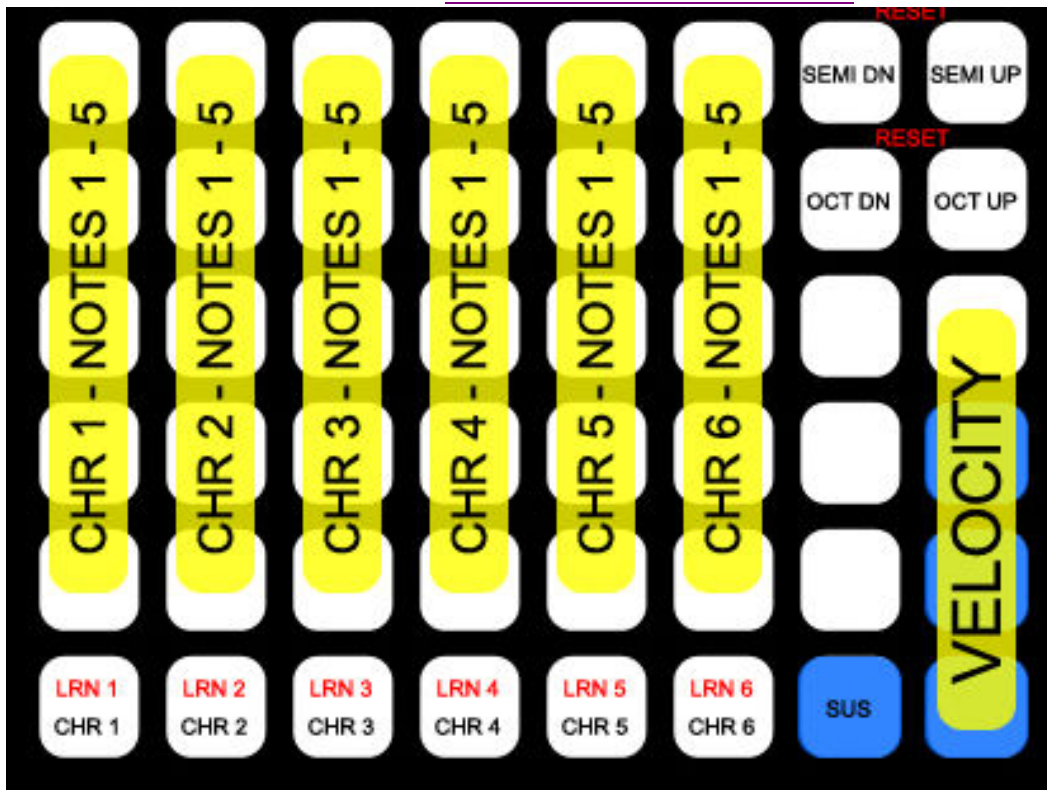 RESET
SEMI DN
SEMI UP
RESET
OCT DN
OCT UP
CHR 1 - NOTES 1 - 5
CHR 2 - NOTES 1 - 5
CHR 3 - NOTES 1 - 5
CHR 4 - NOTES 1 - 5
CHR 5 - NOTES 1 - 5
CHR 6 - NOTES 1 - 5
VELOCITY
LRN 1
CHR 1
LRN 2
CHR 2
LRN 3
CHR 3
LRN 4
CHR 4
LRN 5
CHR 5
LRN 6
CHR 6
SUS